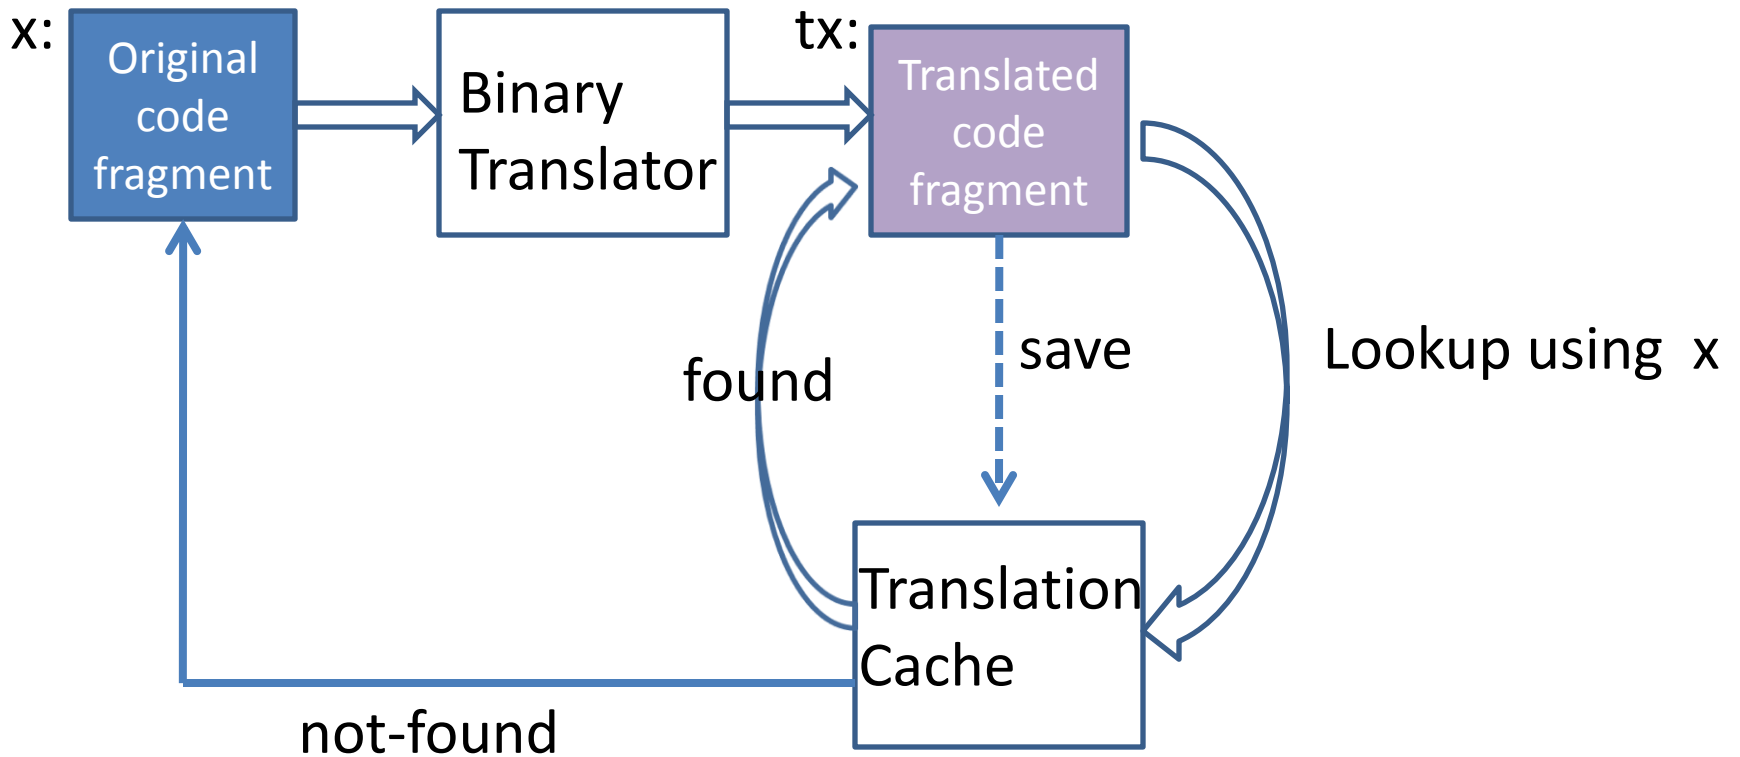 x:
Original
code
fragment
Binary
Translator
tx:
Translated
code
fragment
found
save
Lookup using  x
Translation
Cache
not-found